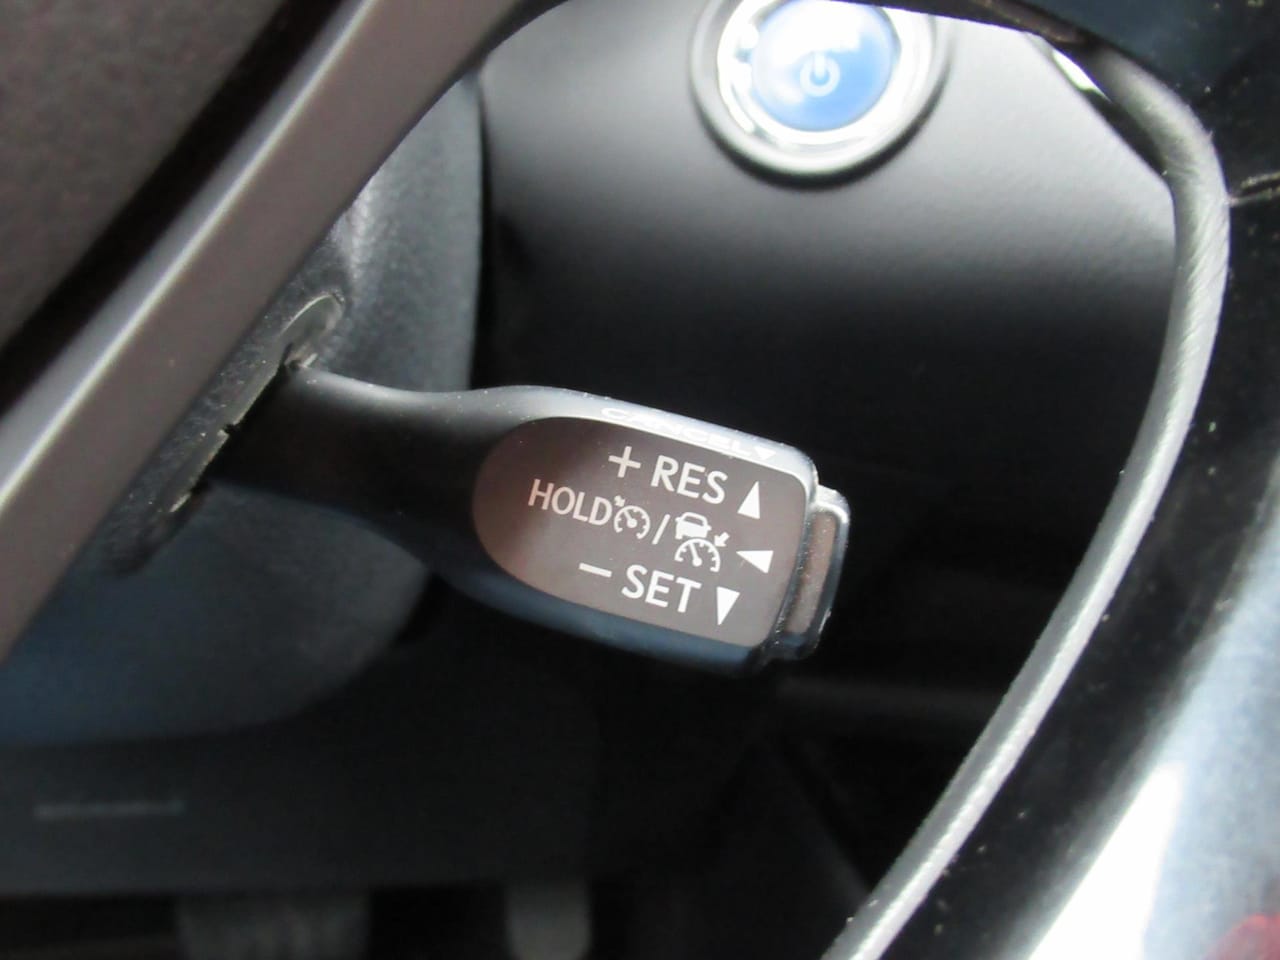 CANCEL▼
+ RES ▲
HOLD / ◀
− SET ▼